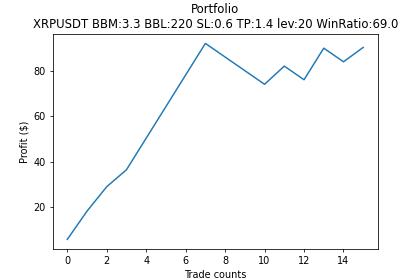 Portfolio
XRPUSDT BBM:3.3 BBL:220 SL:0.6 TP:1.4 lev:20 WinRatio:69.0
80
60
40
20
Profit ($)
0 2 4 6 8 10 12 14
Trade counts